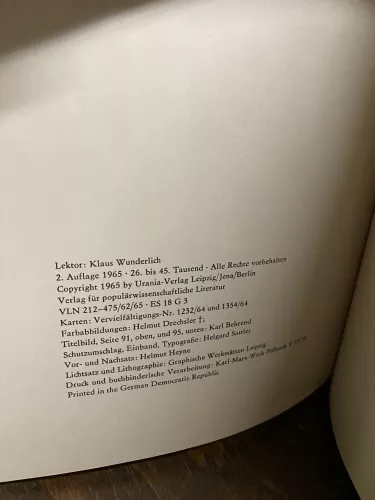 Lektor: Klaus Wunderlich
2. Auflage 1965 · 26. bis 45. Tausend · Alle Rechte vorbehalten
Copyright 1965 by Urania-Verlag Leipzig/Jena/Berlin
Verlag für populärwissenschaftliche Literatur
VLN 212–475/62/65 · ES 18 G 3
Karten: Vervielfältigungs-Nr. 1232/64 und 1354/64
Farbabbildungen: Helmut Drechsler †;
Titelbild, Seite 91, oben, und 95, unten: Karl Behrend
Schutzumschlag, Einband, Typografie: Helgard Sattler
Vor- und Nachsatz: Helmut Heyne
Lichtsatz und Lithographie: Graphische Werkstätten Leipzig
Druck und buchbinderische Verarbeitung: Karl-Marx-Werk Pößneck V
Printed in the German Democratic Republic